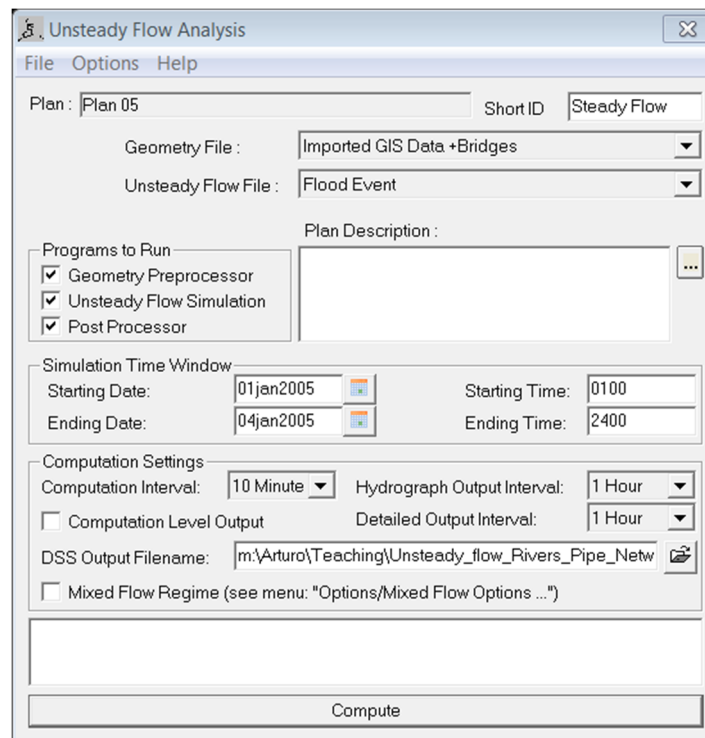 Unsteady Flow Analysis
File Options Help
Plan : Plan 05 Short ID Steady Flow
Geometry File : Imported GIS Data +Bridges
Unsteady Flow File : Flood Event
Plan Description :
Programs to Run
Geometry Preprocessor
Unsteady Flow Simulation
Post Processor
...
Simulation Time Window
Starting Date: 01jan2005 Starting Time: 0100
Ending Date: 04jan2005 Ending Time: 2400
Computation Settings
Computation Interval: 10 Minute Hydrograph Output Interval: 1 Hour
Computation Level Output Detailed Output Interval: 1 Hour
DSS Output Filename: m:\Arturo\Teaching\Unsteady_flow_Rivers_Pipe_Netw
Mixed Flow Regime (see menu: "Options/Mixed Flow Options ...")
Compute